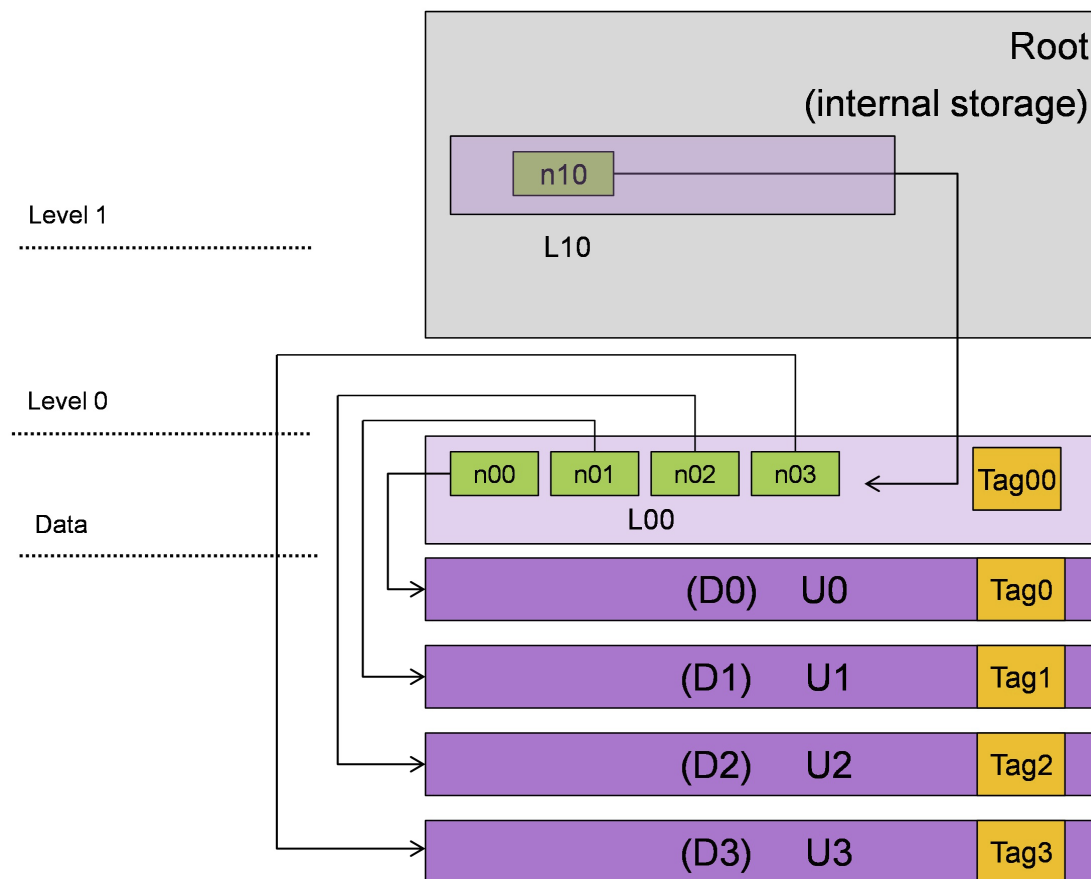 Root
(internal storage)
n10
Level 1
L10
Level 0
n00 n01 n02 n03 Tag00
L00
Data
(D0) U0 Tag0
(D1) U1 Tag1
(D2) U2 Tag2
(D3) U3 Tag3